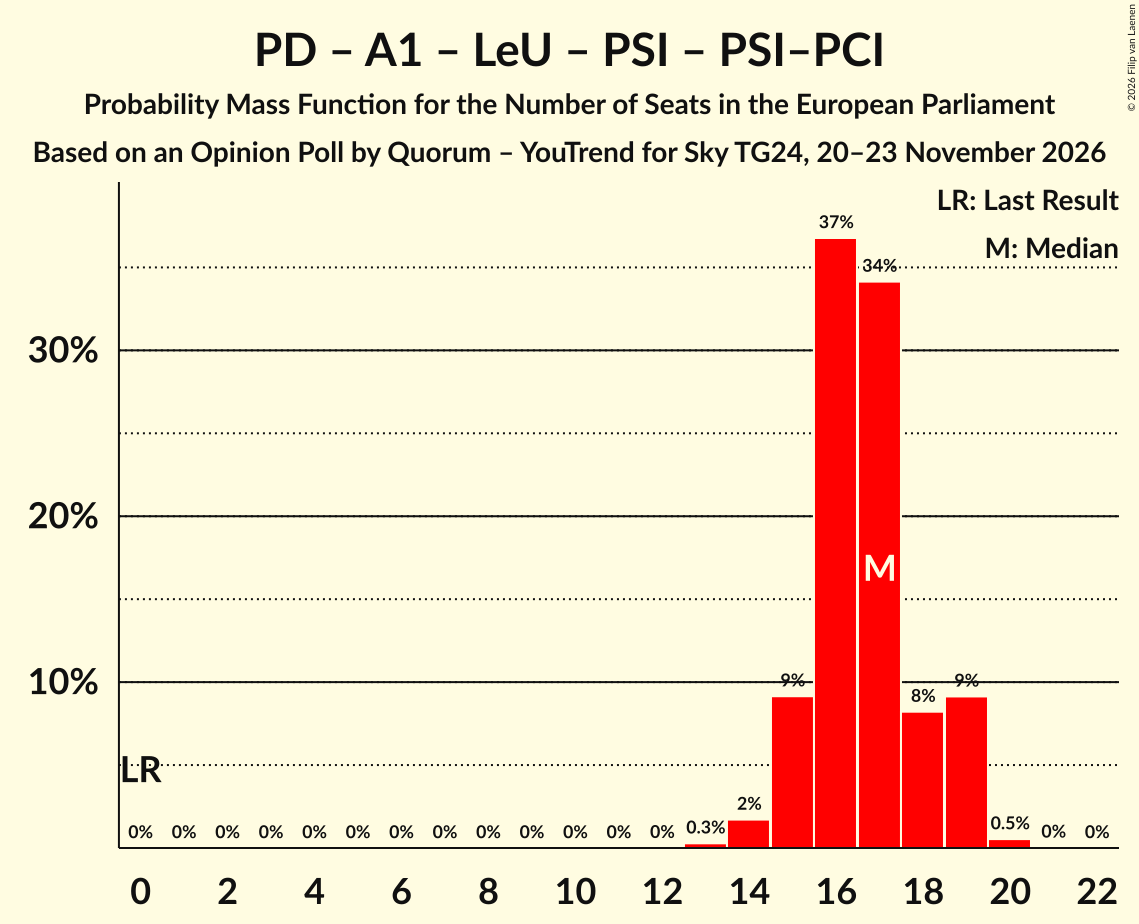 PD – A1 – LeU – PSI – PSI–PCI
Probability Mass Function for the Number of Seats in the European Parliament
Based on an Opinion Poll by Quorum – YouTrend for Sky TG24, 20–23 November 2026
© 2026 Filip van Laenen
LR: Last Result
M: Median
37%
34%
30%
20%
M
10%
9%
8%
9%
LR
0% 0% 0% 0% 0% 0% 0% 0% 0% 0% 0% 0% 0% 0.3% 2% 0.5% 0% 0%
0 2 4 6 8 10 12 14 16 18 20 22